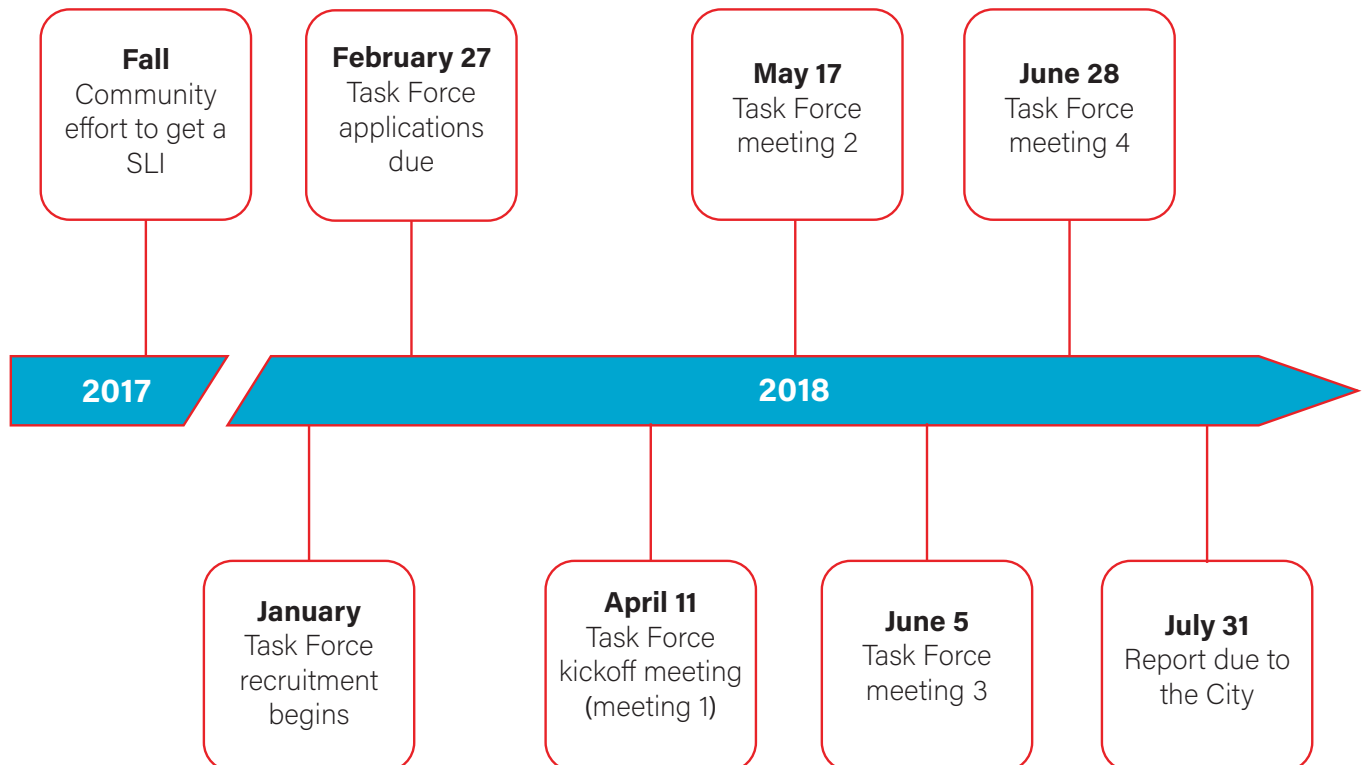 Fall
Community
effort to get a
SLI
February 27
Task Force
applications
due
May 17
Task Force
meeting 2
June 28
Task Force
meeting 4
2017
2018
January
Task Force
recruitment
begins
April 11
Task Force
kickoff meeting
(meeting 1)
June 5
Task Force
meeting 3
July 31
Report due to
the City